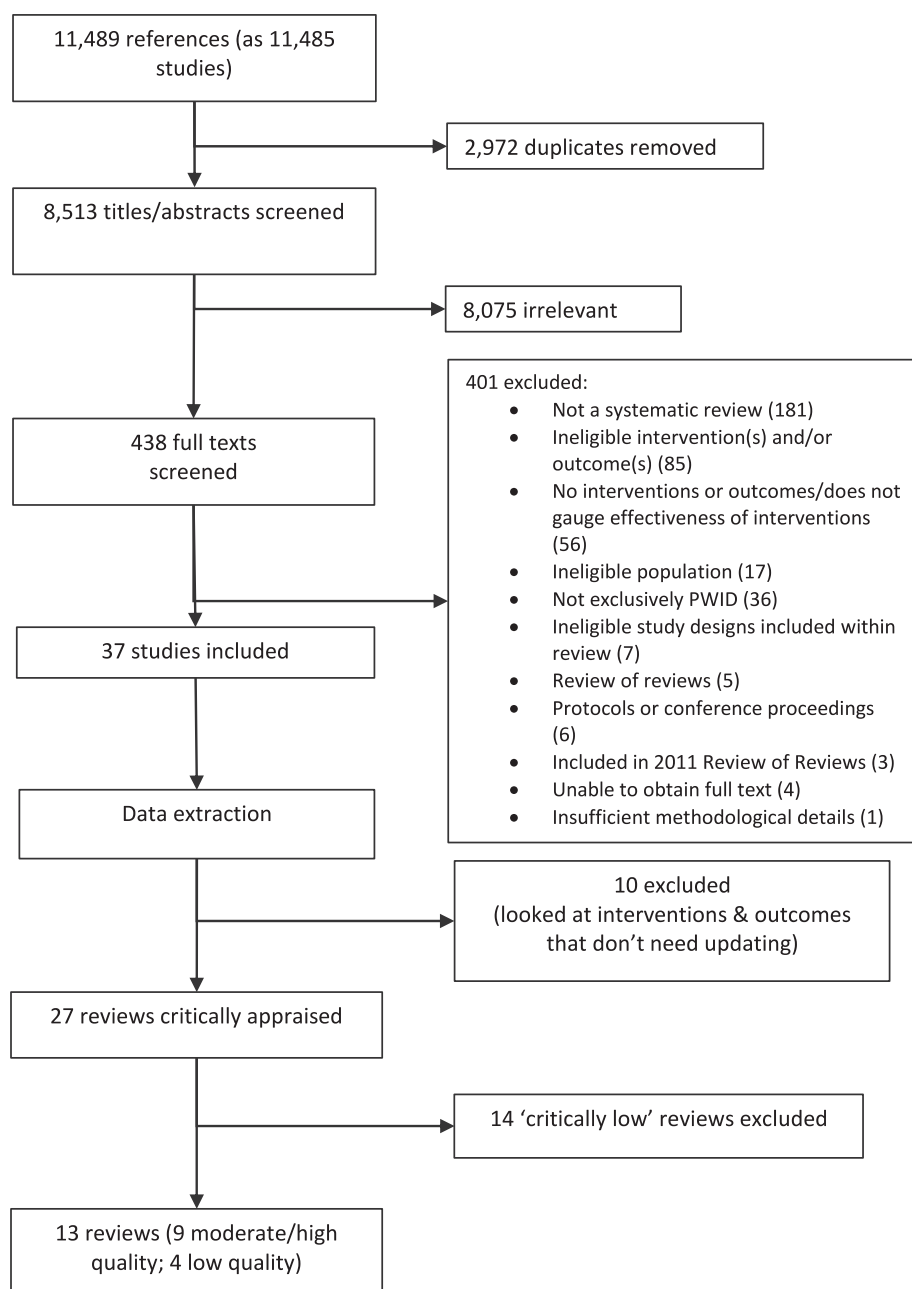 11,489 references (as 11,485
studies)
2,972 duplicates removed
8,513 titles/abstracts screened
8,075 irrelevant
438 full texts
screened
401 excluded:
• Not a systematic review (181)
• Ineligible intervention(s) and/or
outcome(s) (85)
• No interventions or outcomes/does not
gauge effectiveness of interventions
(56)
• Ineligible population (17)
• Not exclusively PWID (36)
• Ineligible study designs included within
review (7)
• Review of reviews (5)
• Protocols or conference proceedings
(6)
• Included in 2011 Review of Reviews (3)
• Unable to obtain full text (4)
• Insufficient methodological details (1)
37 studies included
Data extraction
10 excluded
(looked at interventions & outcomes
that don’t need updating)
27 reviews critically appraised
14 ‘critically low’ reviews excluded
13 reviews (9 moderate/high
quality; 4 low quality)